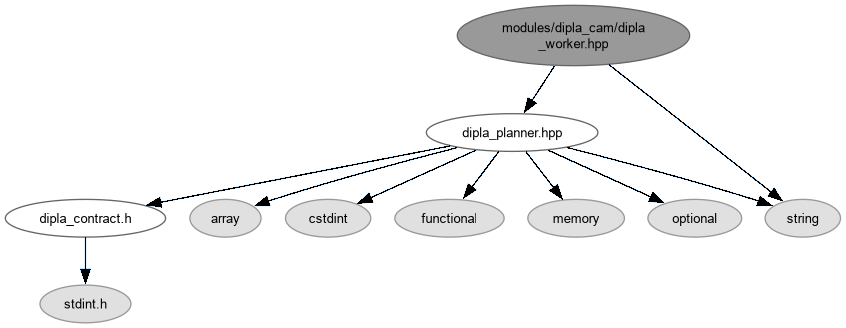 modules/dipla_cam/dipla
_worker.hpp
dipla_planner.hpp
dipla_contract.h
array
cstdint
functional
memory
optional
string
stdint.h